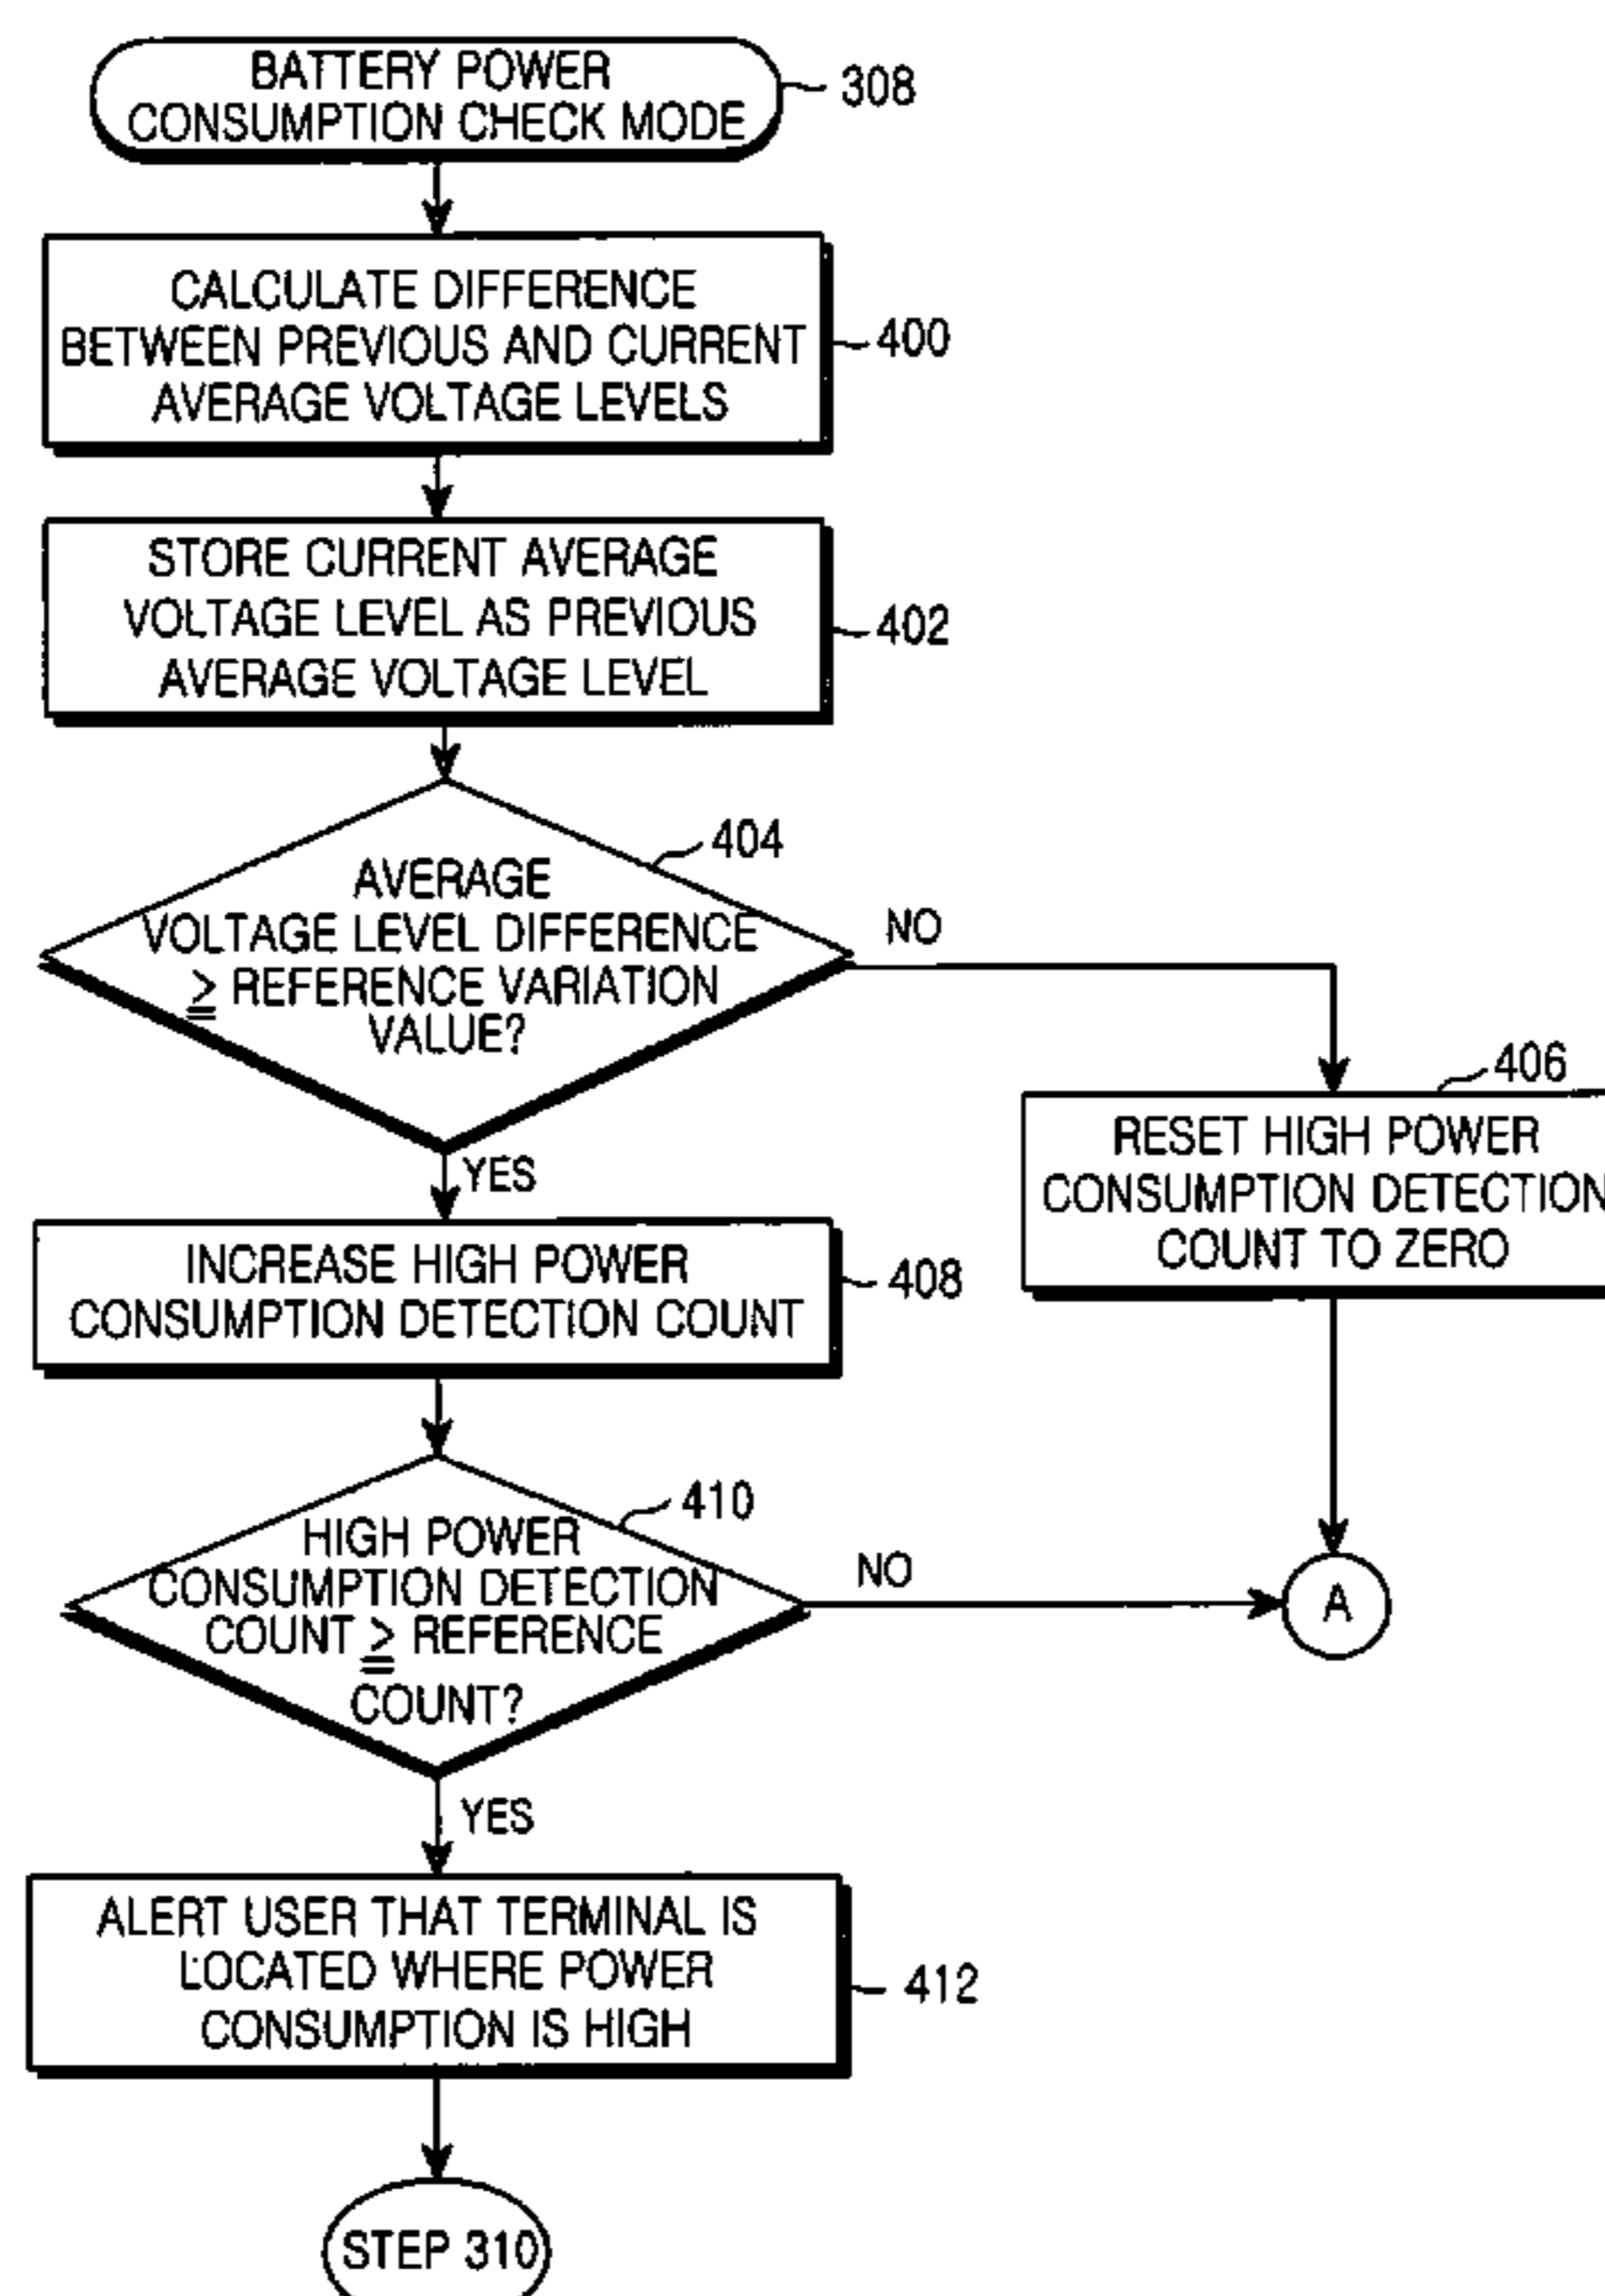 BATTERY POWER
CONSUMPTION CHECK MODE
308
CALCULATE DIFFERENCE
BETWEEN PREVIOUS AND CURRENT
AVERAGE VOLTAGE LEVELS
400
STORE CURRENT AVERAGE
VOLTAGE LEVEL AS PREVIOUS
AVERAGE VOLTAGE LEVEL
402
404
AVERAGE
VOLTAGE LEVEL DIFFERENCE
≧ REFERENCE VARIATION
VALUE?
NO
YES
406
RESET HIGH POWER
CONSUMPTION DETECTION
COUNT TO ZERO
INCREASE HIGH POWER
CONSUMPTION DETECTION COUNT
408
410
HIGH POWER
CONSUMPTION DETECTION
COUNT ≧ REFERENCE
COUNT?
NO
A
YES
ALERT USER THAT TERMINAL IS
LOCATED WHERE POWER
CONSUMPTION IS HIGH
412
STEP 310